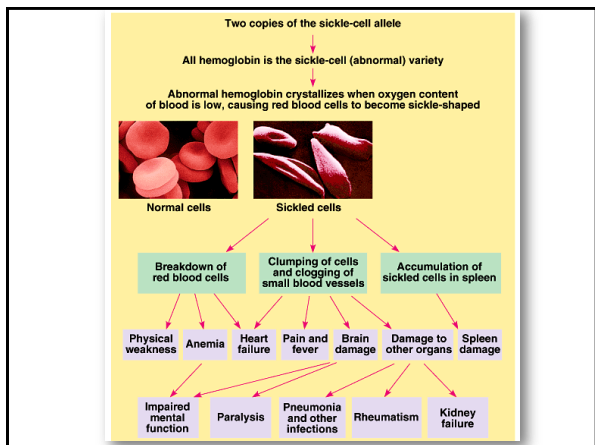 Two copies of the sickle-cell allele
All hemoglobin is the sickle-cell (abnormal) variety
Abnormal hemoglobin crystallizes when oxygen content
of blood is low, causing red blood cells to become sickle-shaped
Normal cells
Sickled cells
Breakdown of
red blood cells
Clumping of cells
and clogging of
small blood vessels
Accumulation of
sickled cells in spleen
Physical
weakness
Anemia
Heart
failure
Pain and
fever
Brain
damage
Damage to
other organs
Spleen
damage
Impaired
mental
function
Paralysis
Pneumonia
and other
infections
Rheumatism
Kidney
failure